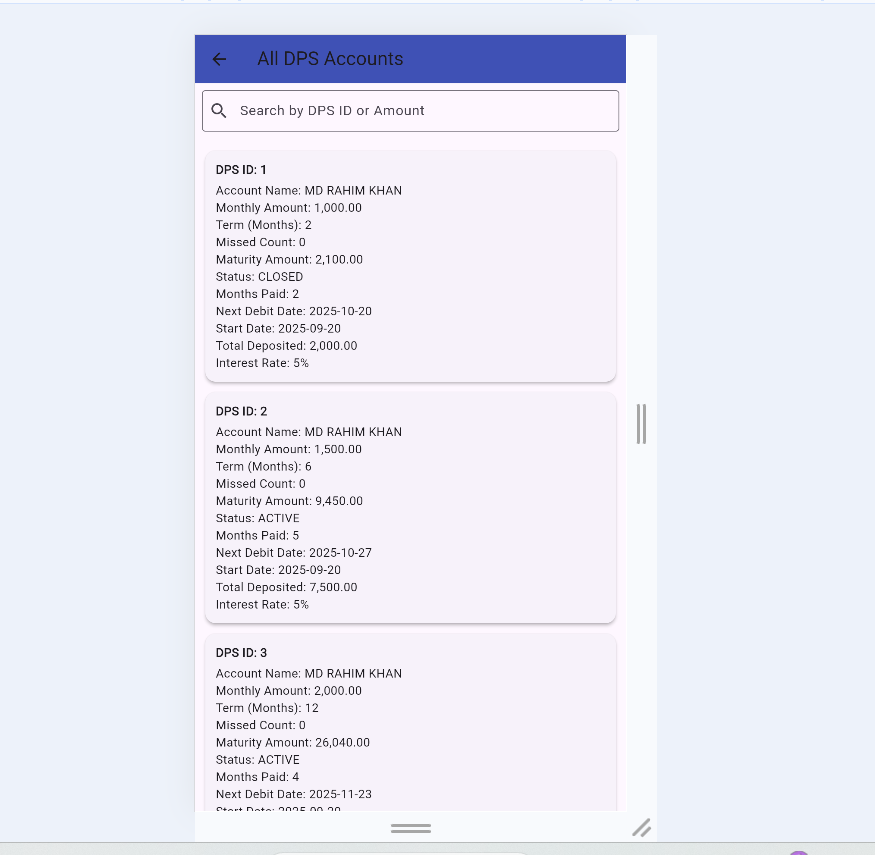 All DPS Accounts
Search by DPS ID or Amount
DPS ID: 1
Account Name: MD RAHIM KHAN
Monthly Amount: 1,000.00
Term (Months): 2
Missed Count: 0
Maturity Amount: 2,100.00
Status: CLOSED
Months Paid: 2
Next Debit Date: 2025-10-20
Start Date: 2025-09-20
Total Deposited: 2,000.00
Interest Rate: 5%
DPS ID: 2
Account Name: MD RAHIM KHAN
Monthly Amount: 1,500.00
Term (Months): 6
Missed Count: 0
Maturity Amount: 9,450.00
Status: ACTIVE
Months Paid: 5
Next Debit Date: 2025-10-27
Start Date: 2025-09-20
Total Deposited: 7,500.00
Interest Rate: 5%
DPS ID: 3
Account Name: MD RAHIM KHAN
Monthly Amount: 2,000.00
Term (Months): 12
Missed Count: 0
Maturity Amount: 26,040.00
Status: ACTIVE
Months Paid: 4
Next Debit Date: 2025-11-23
Start Date: